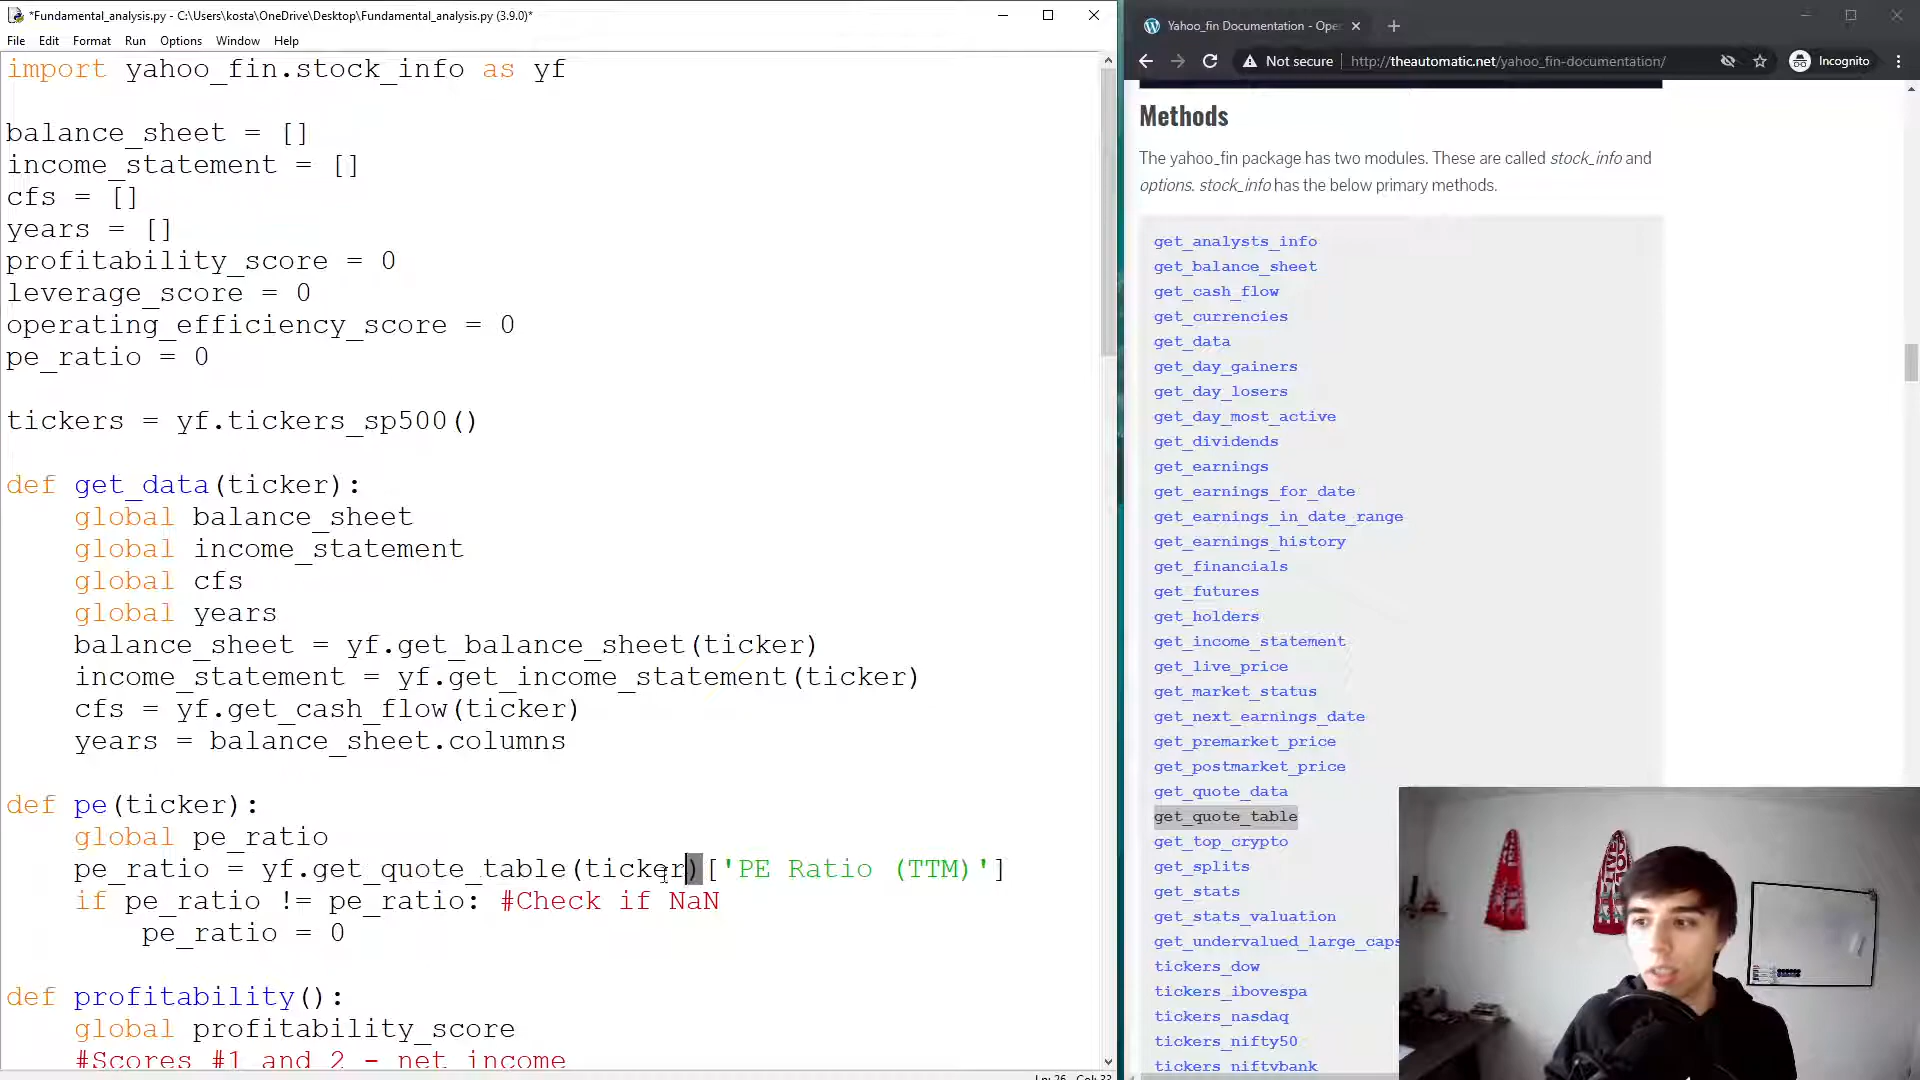 *Fundamental_analysis.py - C:\Users\kosta\OneDrive\Desktop\Fundamental_analysis.py (3.9.0)*
File Edit Format Run Options Window Help
import yahoo_fin.stock_info as yf
balance_sheet = []
income_statement = []
cfs = []
years = []
profitability_score = 0
leverage_score = 0
operating_efficiency_score = 0
pe_ratio = 0
tickers = yf.tickers_sp500()
def get_data(ticker):
global balance_sheet
global income_statement
global cfs
global years
balance_sheet = yf.get_balance_sheet(ticker)
income_statement = yf.get_income_statement(ticker)
cfs = yf.get_cash_flow(ticker)
years = balance_sheet.columns
def pe(ticker):
global pe_ratio
pe_ratio = yf.get_quote_table(ticker)['PE Ratio (TTM)']
if pe_ratio != pe_ratio: #Check if NaN
pe_ratio = 0
def profitability():
global profitability_score
#Scores #1 and 2 - net income
Yahoo_fin Documentation - Ope
Not secure http://theautomatic.net/yahoo_fin-documentation/ Incognito
Methods
The yahoo_fin package has two modules. These are called stock_info and
options. stock_info has the below primary methods.
get_analysts_info
get_balance_sheet
get_cash_flow
get_currencies
get_data
get_day_gainers
get_day_losers
get_day_most_active
get_dividends
get_earnings
get_earnings_for_date
get_earnings_in_date_range
get_earnings_history
get_financials
get_futures
get_holders
get_income_statement
get_live_price
get_market_status
get_next_earnings_date
get_premarket_price
get_postmarket_price
get_quote_data
get_quote_table
get_top_crypto
get_splits
get_stats
get_stats_valuation
get_undervalued_large_caps
tickers_dow
tickers_ibovespa
tickers_nasdaq
tickers_nifty50
tickers_niftybank